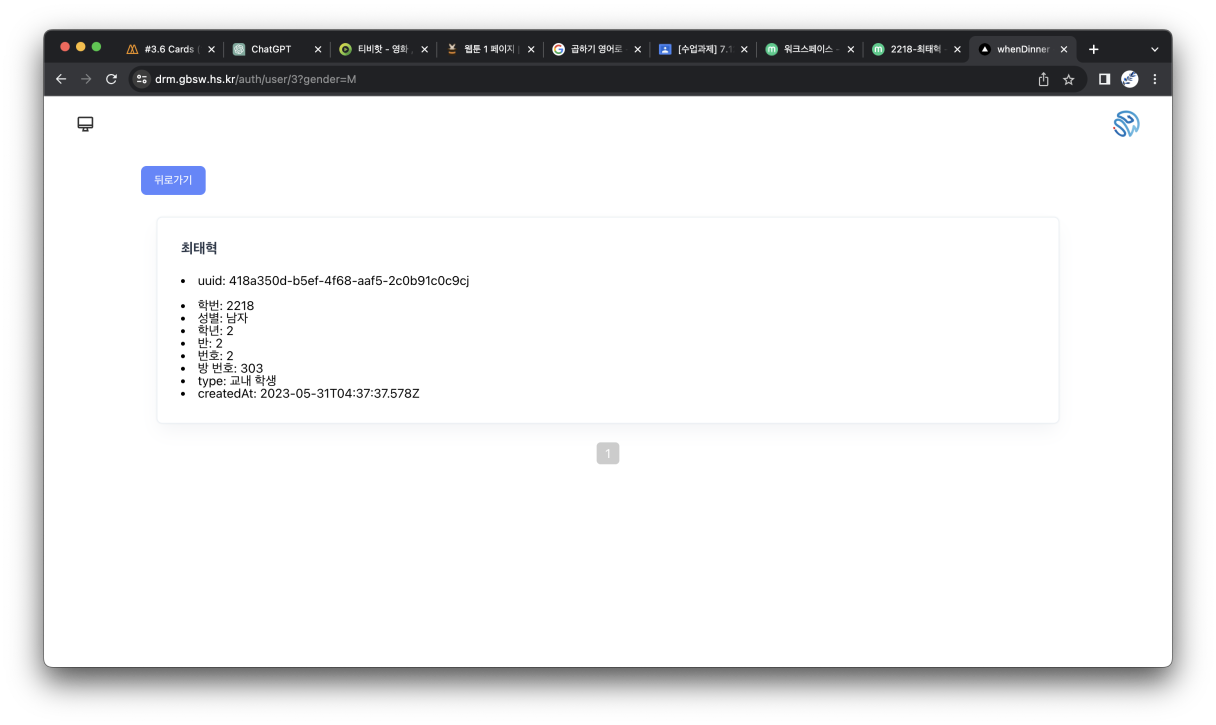 #3.6 Cards (
ChatGPT
티비핫 - 영화
웹툰 1 페이지
곱하기 영어로
[수업과제] 7.1
워크스페이스 -
2218-최태혁 -
whenDinner
drm.gbsw.hs.kr/auth/user/3?gender=M
뒤로가기
최태혁
• uuid: 418a350d-b5ef-4f68-aaf5-2c0b91c0c9cj
• 학번: 2218
• 성별: 남자
• 학년: 2
• 반: 2
• 번호: 2
• 방 번호: 303
• type: 교내 학생
• createdAt: 2023-05-31T04:37:37.578Z
1